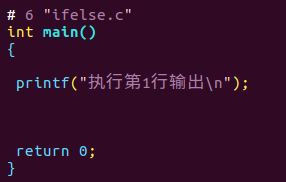 # 6 "ifelse.c"
int main()
{
printf("执行第1行输出\n");
return 0;
}